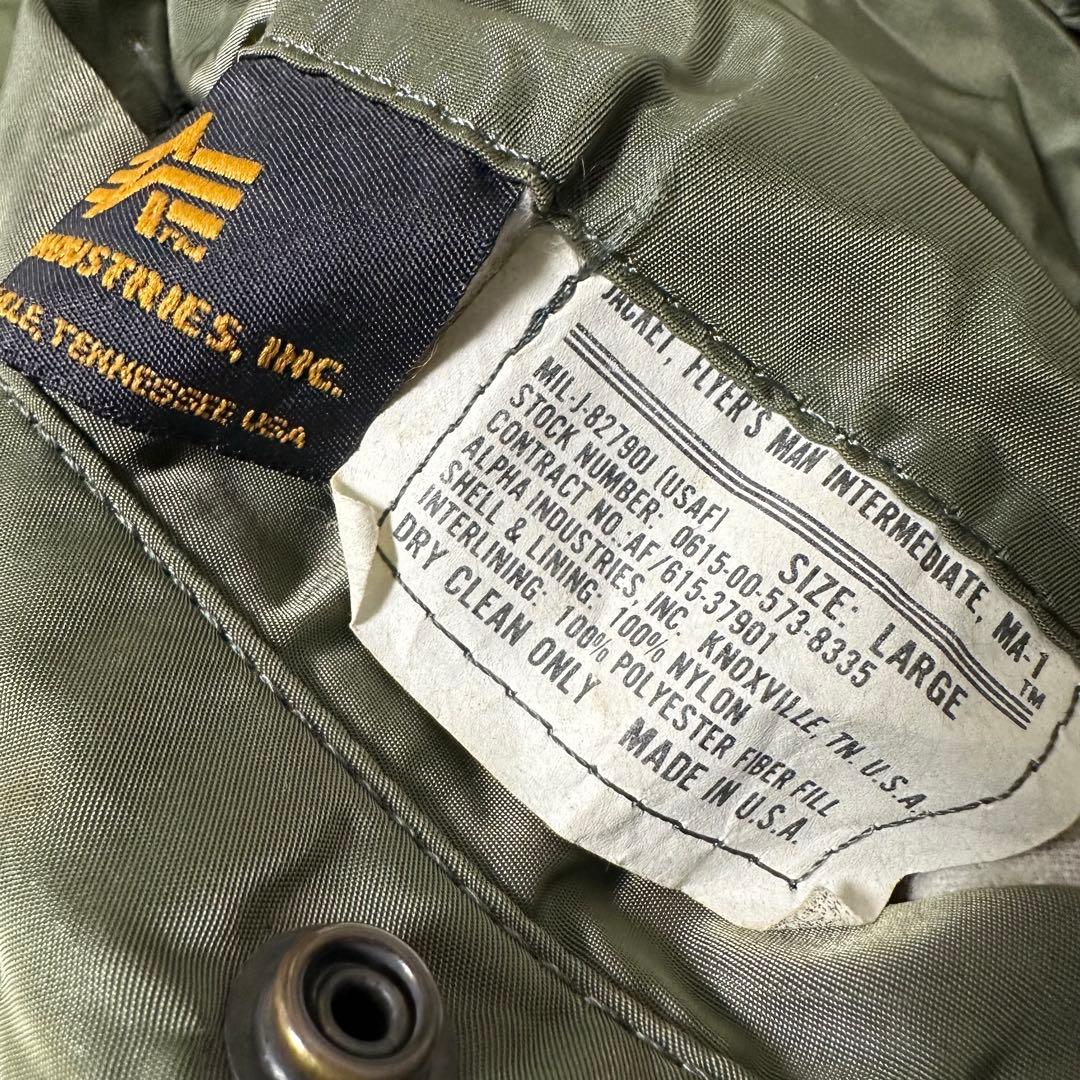 TM
INDUSTRIES, INC.
TENNESSEE USA
JACKET, FLYER'S MAN INTERMEDIATE, MA-1
TM
SIZE: LARGE
MIL-J-82790J (USAF)
STOCK NUMBER: 0615-00-573-8335
CONTRACT NO.:AF/615-37901
ALPHA INDUSTRIES, INC. KNOXVILLE, TN. U.S.A.
SHELL & LINING: 100% NYLON
INTERLINING: 100% POLYESTER FIBER FILL
DRY CLEAN ONLY
MADE IN U.S.A.